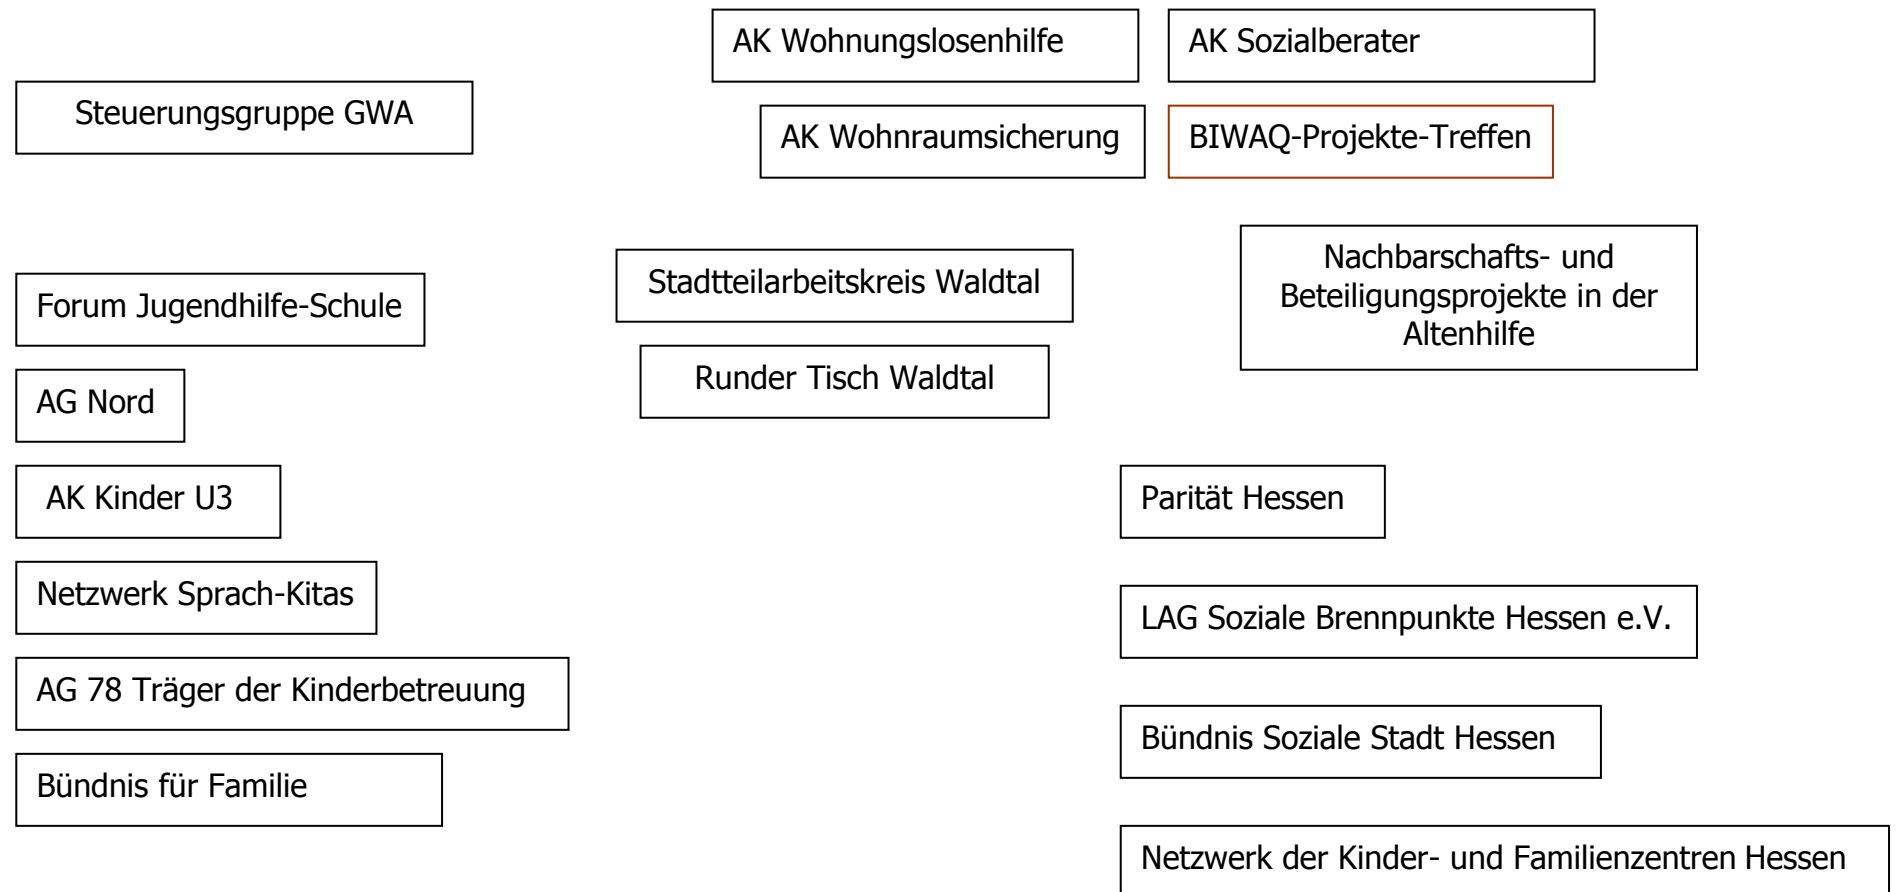 AK Wohnungslosenhilfe
AK Sozialberater
Steuerungsgruppe GWA
AK Wohnraumsicherung
BIWAQ-Projekte-Treffen
Nachbarschafts- und
Beteiligungsprojekte in der
Altenhilfe
Stadtteilarbeitskreis Waldtal
Forum Jugendhilfe-Schule
Runder Tisch Waldtal
AG Nord
AK Kinder U3
Parität Hessen
Netzwerk Sprach-Kitas
LAG Soziale Brennpunkte Hessen e.V.
AG 78 Träger der Kinderbetreuung
Bündnis Soziale Stadt Hessen
Bündnis für Familie
Netzwerk der Kinder- und Familienzentren Hessen